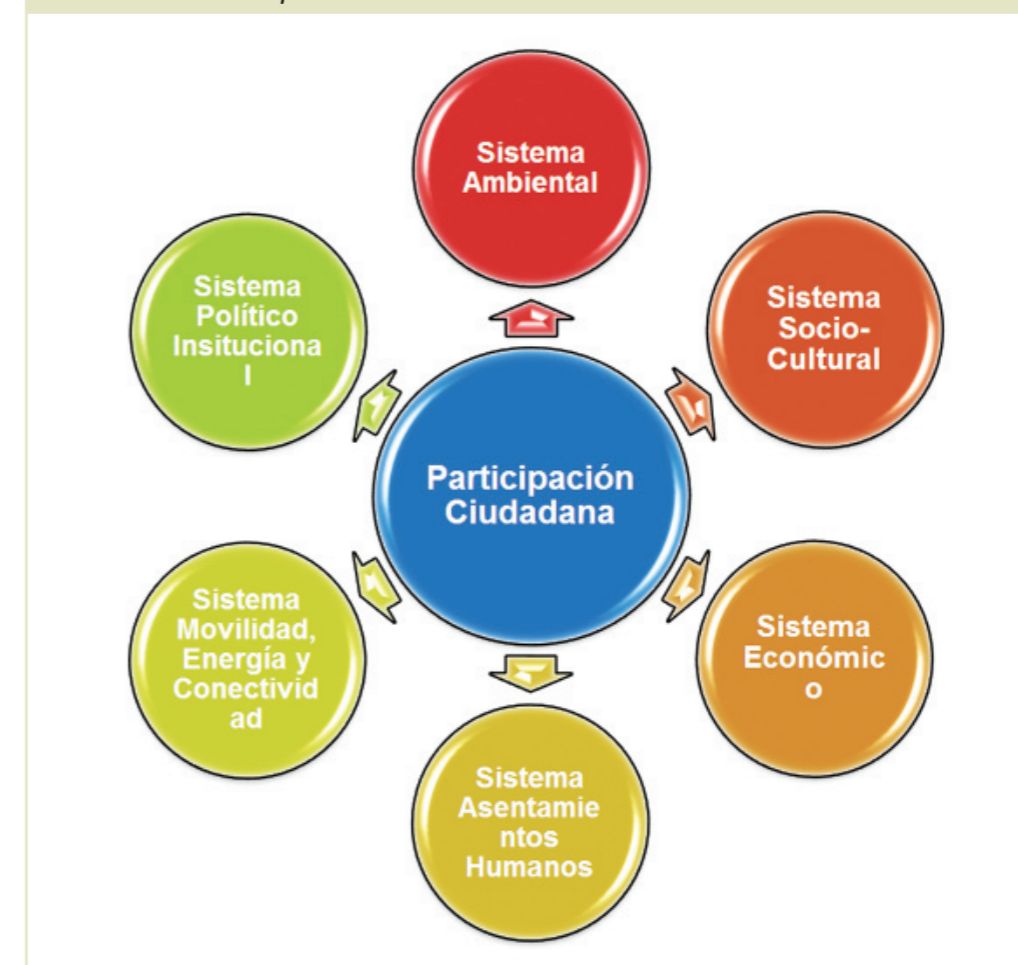 Sistema
Ambiental
Sistema
Socio-
Cultural
Sistema
Económic
o
Sistema
Asentamie
ntos
Humanos
Sistema
Movilidad,
Energía y
Conectivid
ad
Sistema
Político
Insituciona
l
Participación
Ciudadana